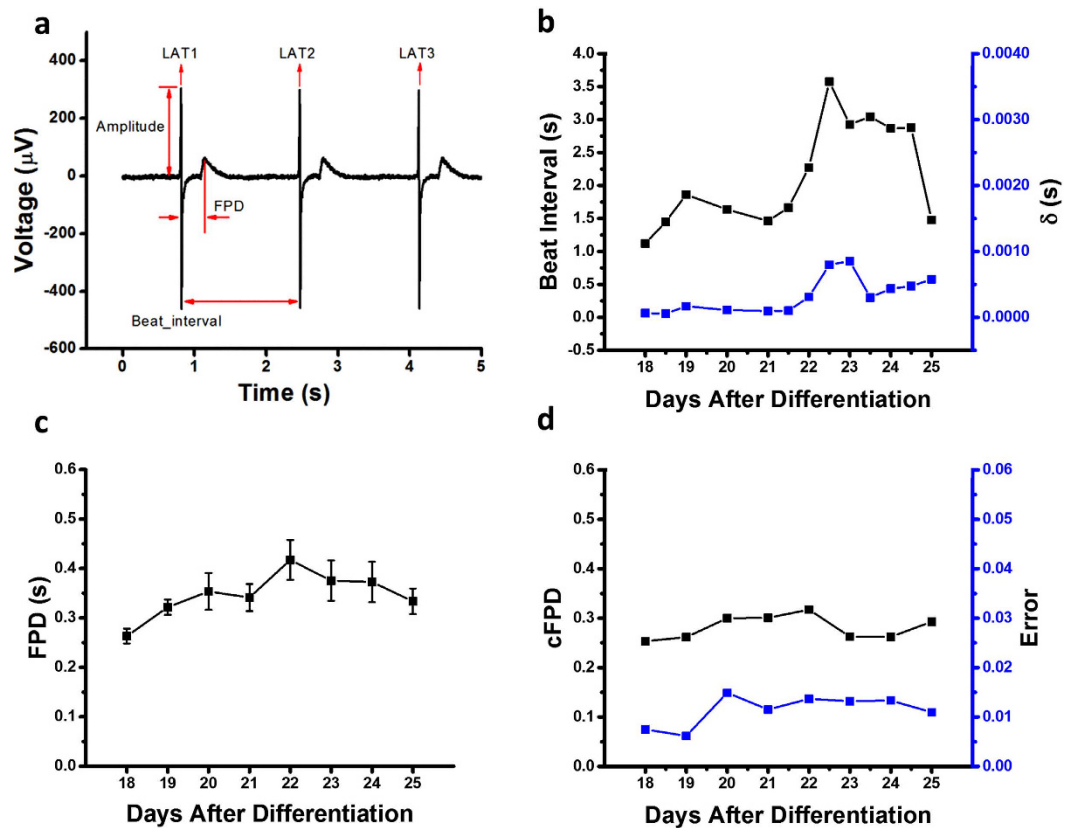 a
LAT1 LAT2 LAT3
Amplitude
FPD
Beat_interval
Voltage (μV)
400
200
0
-200
-400
-600
0 1 2 3 4 5
Time (s)
b
Beat Interval (s)
4.0
3.5
3.0
2.5
2.0
1.5
1.0
0.5
0.0
-0.5
0.0040
0.0030
0.0020
0.0010
0.0000
δ (s)
18 19 20 21 22 23 24 25
Days After Differentiation
c
FPD (s)
0.6
0.5
0.4
0.3
0.2
0.1
0.0
18 19 20 21 22 23 24 25
Days After Differentiation
d
cFPD
0.6
0.5
0.4
0.3
0.2
0.1
0.0
0.06
0.05
0.04
0.03
0.02
0.01
0.00
Error
18 19 20 21 22 23 24 25
Days After Differentiation